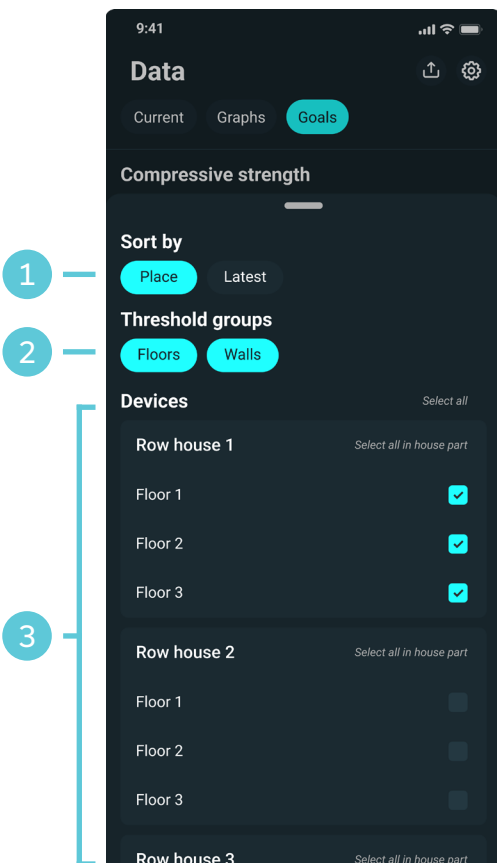 9:41
Data
Current Graphs Goals
Compressive strength
Sort by
1
Place Latest
Threshold groups
2
Floors Walls
Devices Select all
Row house 1 Select all in house part
Floor 1
Floor 2
Floor 3
3
Row house 2 Select all in house part
Floor 1
Floor 2
Floor 3
Row house 3 Select all in house part